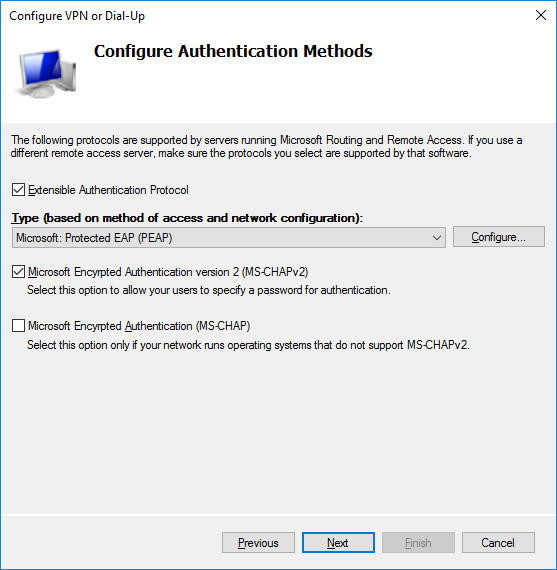 Configure VPN or Dial-Up
Configure Authentication Methods
The following protocols are supported by servers running Microsoft Routing and Remote Access. If you use a
different remote access server, make sure the protocols you select are supported by that software.
Extensible Authentication Protocol
Type (based on method of access and network configuration):
Microsoft: Protected EAP (PEAP)
Configure...
Microsoft Encyrpted Authentication version 2 (MS-CHAPv2)
Select this option to allow your users to specify a password for authentication.
Microsoft Encyrpted Authentication (MS-CHAP)
Select this option only if your network runs operating systems that do not support MS-CHAPv2.
Previous
Next
Finish
Cancel